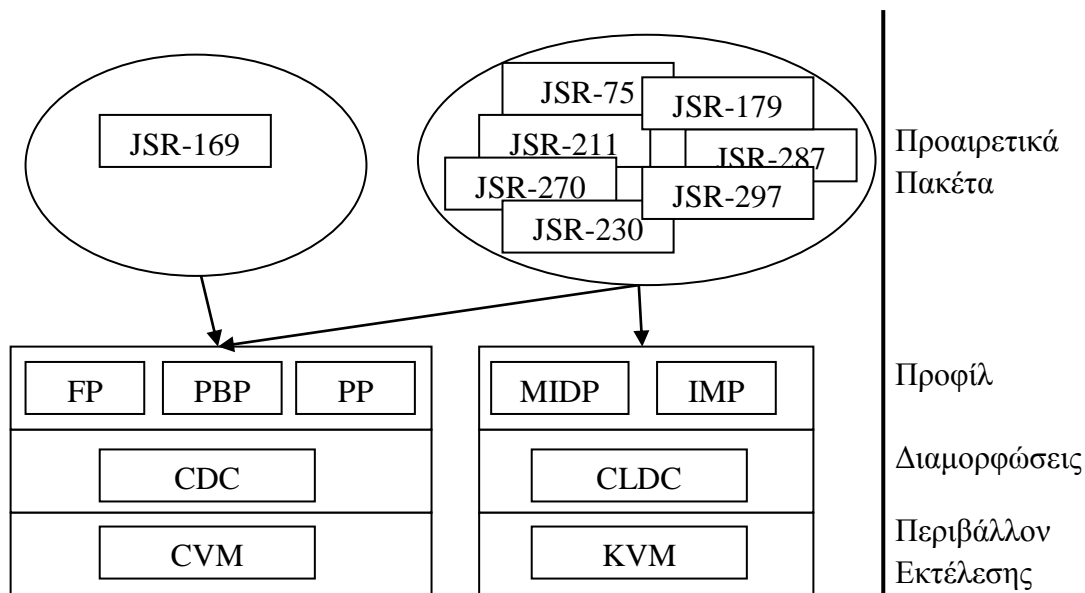 JSR-169
JSR-75
JSR-179
JSR-211
JSR-287
JSR-270
JSR-297
JSR-230
Προαιρετικά
Πακέτα
FP PBP PP MIDP IMP
Προφίλ
CDC CLDC
Διαμορφώσεις
CVM KVM
Περιβάλλον
Εκτέλεσης